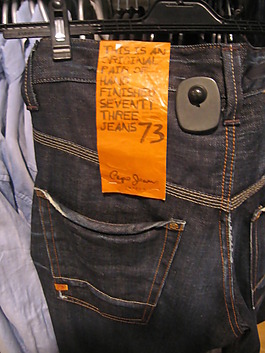 THIS IS AN
ORIGINAL
PAIR OF
HAND
FINISHED
SEVENTY
THREE
JEANS 73
Pepe Jeans